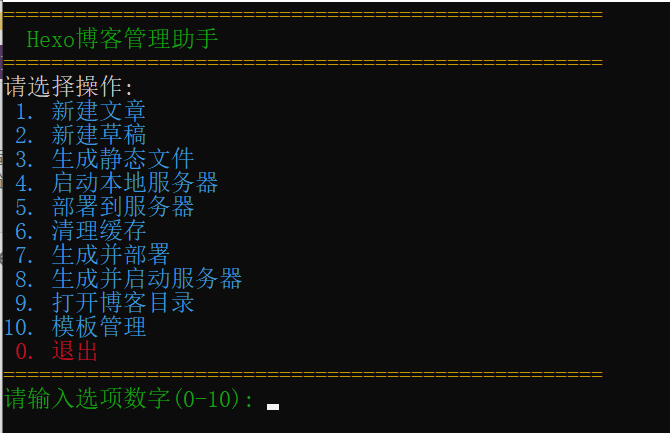 ==================================================
Hexo博客管理助手
==================================================
请选择操作:
1. 新建文章
2. 新建草稿
3. 生成静态文件
4. 启动本地服务器
5. 部署到服务器
6. 清理缓存
7. 生成并部署
8. 生成并启动服务器
9. 打开博客目录
10. 模板管理
0. 退出
==================================================
请输入选项数字(0-10):